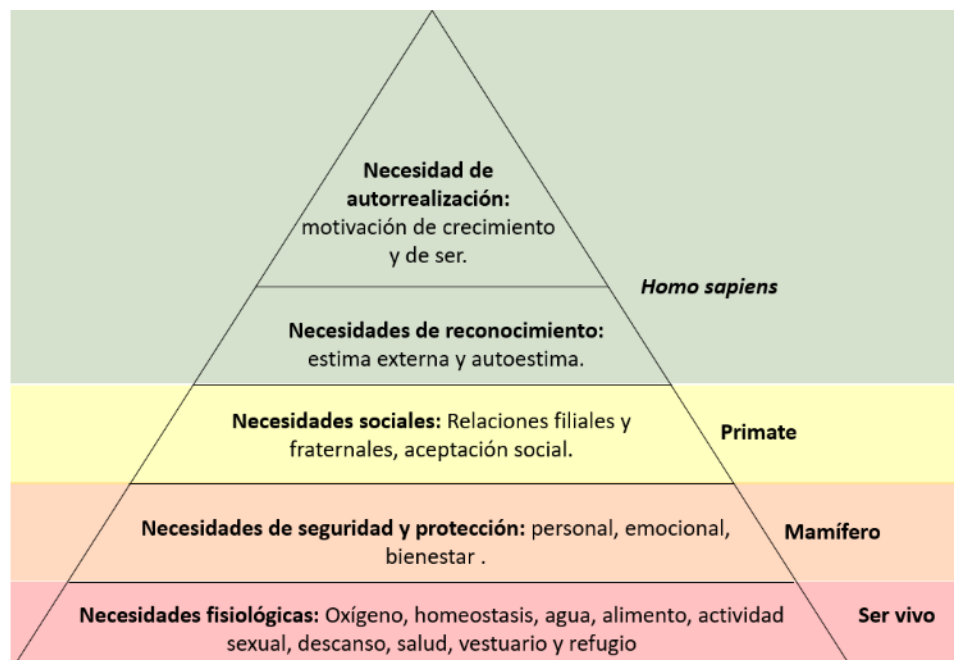 Necesidad de
autorrealización:
motivación de crecimiento
y de ser.
Homo sapiens
Necesidades de reconocimiento:
estima externa y autoestima.
Necesidades sociales: Relaciones filiales y
fraternales, aceptación social.
Primate
Necesidades de seguridad y protección: personal, emocional,
bienestar .
Mamífero
Necesidades fisiológicas: Oxígeno, homeostasis, agua, alimento, actividad
sexual, descanso, salud, vestuario y refugio
Ser vivo